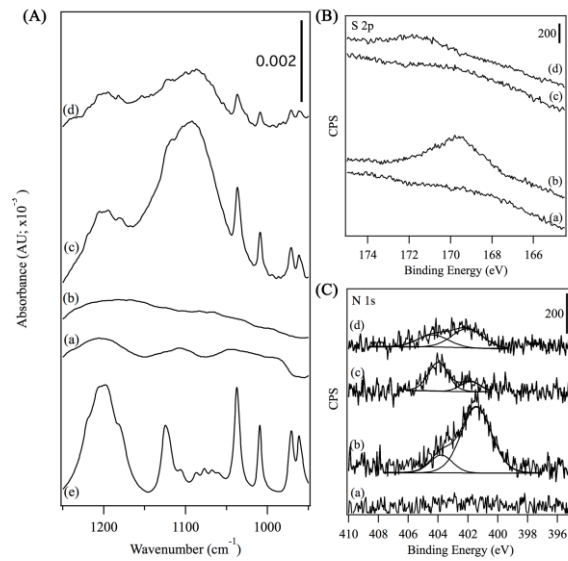 (A)
0.002
(d)
(c)
(b)
(a)
(e)
Absorbance (AU; x10⁻³)
1200
1100
1000
Wavenumber (cm⁻¹)
(B)
S 2p
200
(d)
(c)
(b)
(a)
CPS
174
172
170
168
166
Binding Energy (eV)
(C)
N 1s
200
(d)
(c)
(b)
(a)
CPS
410
408
406
404
402
400
398
396
Binding Energy (eV)